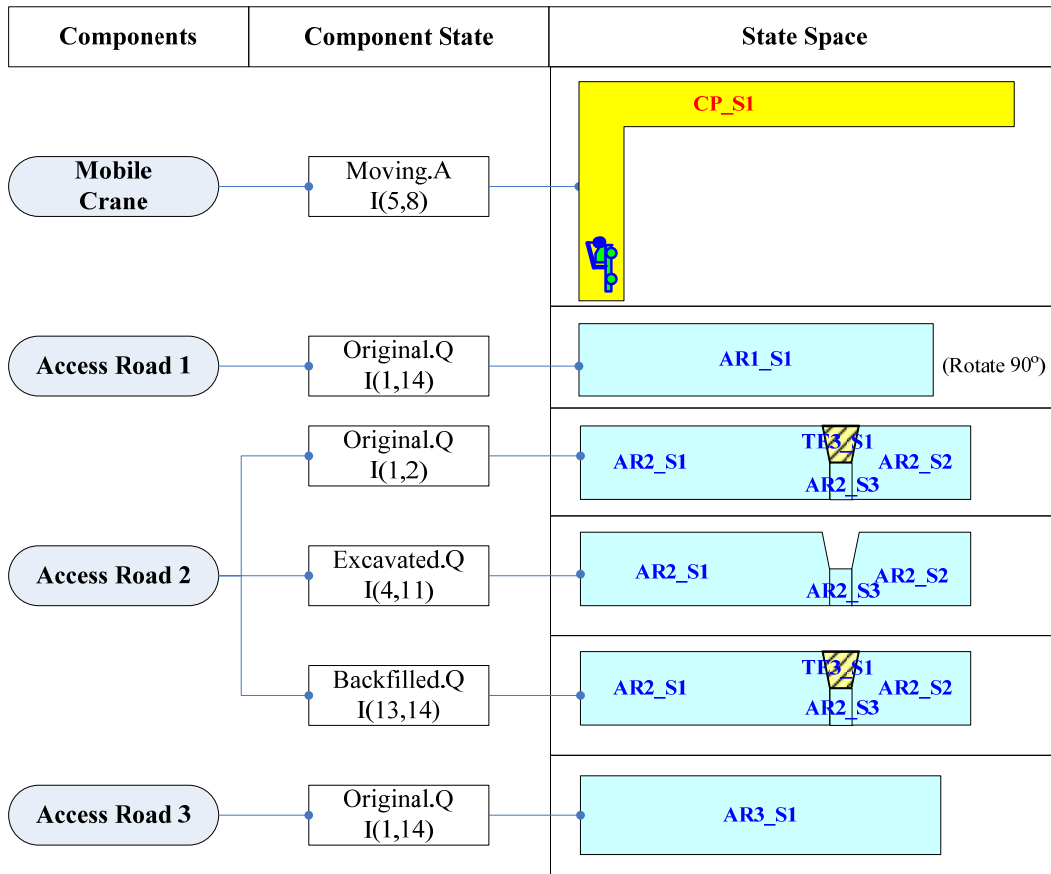 Components
Component State
State Space
CP_S1
Mobile
Crane
Moving.A
I(5,8)
Access Road 1
Original.Q
I(1,14)
AR1_S1
(Rotate 90º)
Original.Q
I(1,2)
TF3_S1
AR2_S1
AR2_S2
AR2_S3
Access Road 2
Excavated.Q
I(4,11)
AR2_S1
AR2_S2
AR2_S3
Backfilled.Q
I(13,14)
TF3_S1
AR2_S1
AR2_S2
AR2_S3
Access Road 3
Original.Q
I(1,14)
AR3_S1